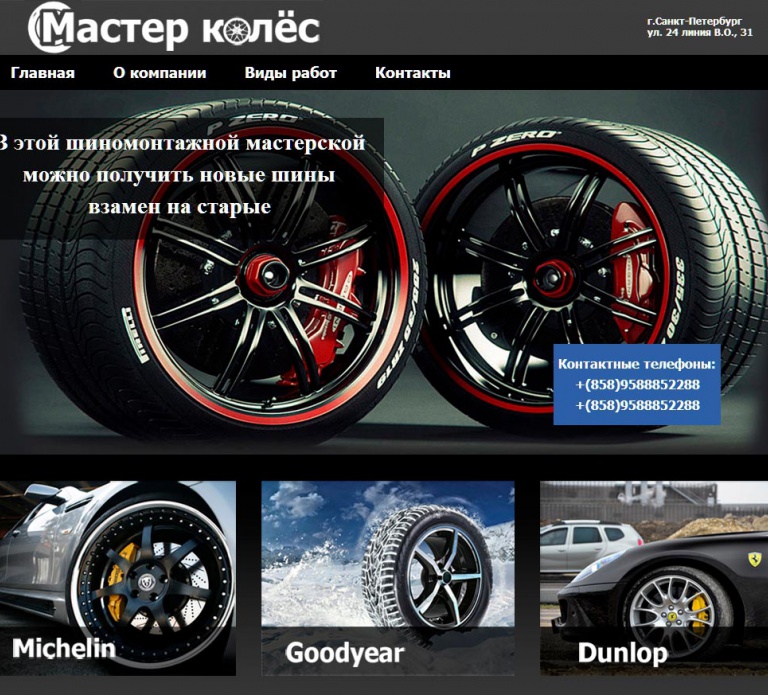 Мастер колёс
г.Санкт-Петербург
ул. 24 линия В.О., 31
Главная О компании Виды работ Контакты
В этой шиномонтажной мастерской
можно получить новые шины
взамен на старые
P ZERO
P ZERO
Контактные телефоны:
+(858)9588852288
+(858)9588852288
Michelin
Goodyear
Dunlop